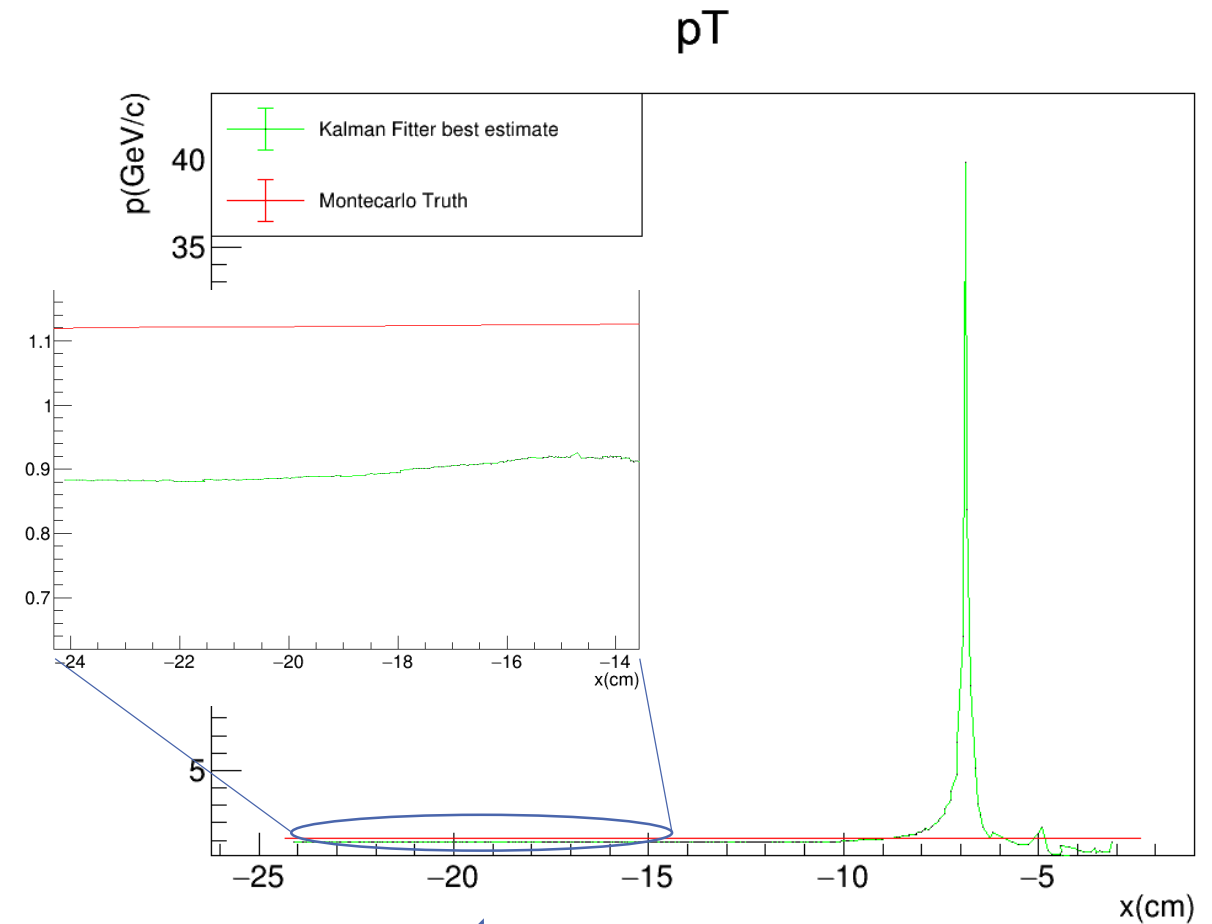 pT
p(GeV/c)
Kalman Fitter best estimate
Montecarlo Truth
40
35
1.1
1
0.9
0.8
0.7
−24 −22 −20 −18 −16 −14
x(cm)
5
−25 −20 −15 −10 −5
x(cm)